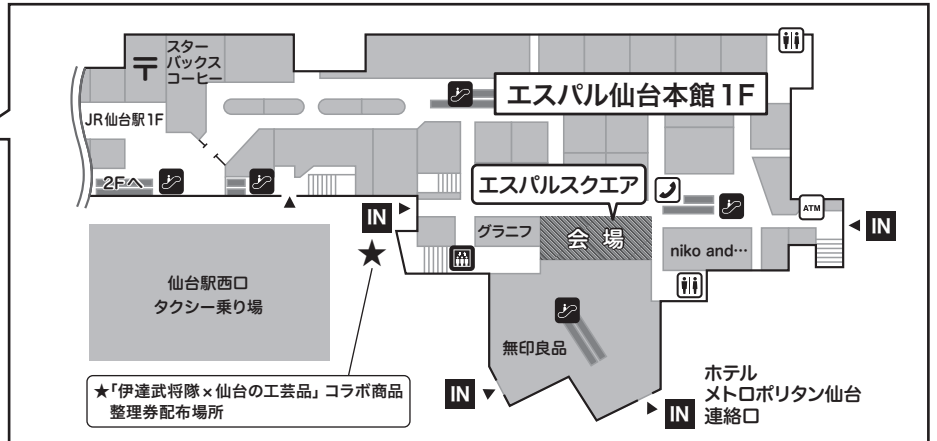 スター
バックス
コーヒー
エスパル仙台本館1F
JR仙台駅1F
2Fへ
エスパルスクエア
ATM
IN
IN
グラニフ
会場
niko and…
仙台駅西口
タクシー乗り場
無印良品
★「伊達武将隊×仙台の工芸品」コラボ商品
整理券配布場所
IN
IN
ホテル
メトロポリタン仙台
連絡口